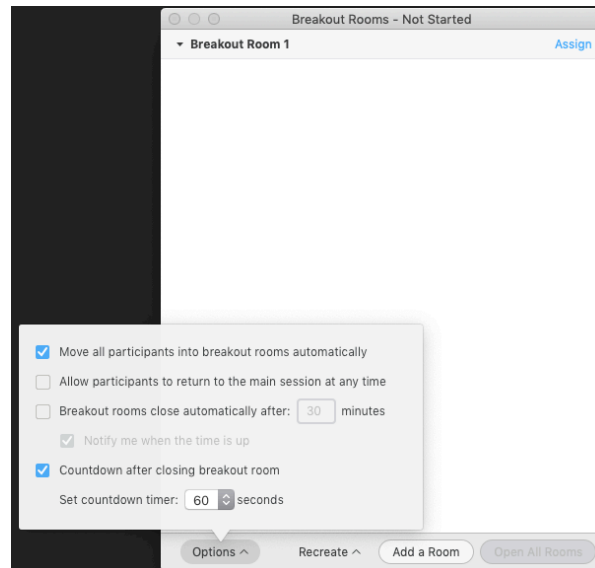 Breakout Rooms - Not Started
Breakout Room 1 Assign
Move all participants into breakout rooms automatically
Allow participants to return to the main session at any time
Breakout rooms close automatically after: 30 minutes
Notify me when the time is up
Countdown after closing breakout room
Set countdown timer: 60 seconds
Options Recreate Add a Room Open All Rooms